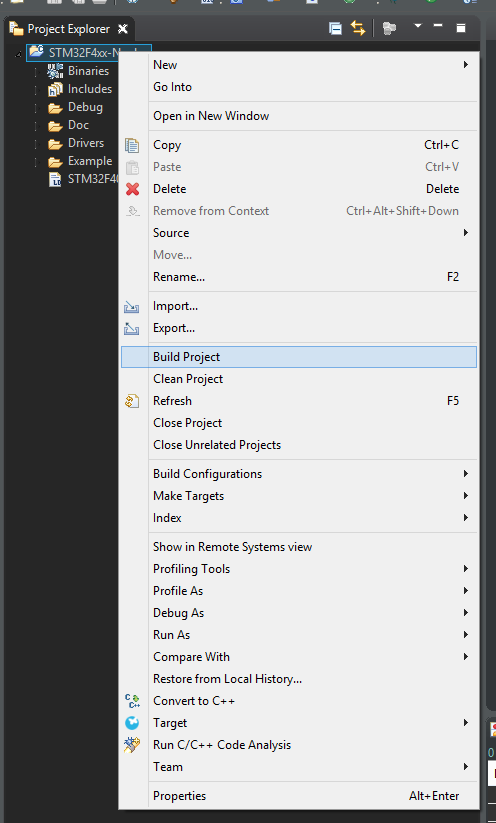 Project Explorer
STM32F4xx-
Binaries
Includes
Debug
Doc
Drivers
Example
STM32F40
New
Go Into
Open in New Window
Copy Ctrl+C
Paste Ctrl+V
Delete Delete
Remove from Context Ctrl+Alt+Shift+Down
Source
Move...
Rename... F2
Import...
Export...
Build Project
Clean Project
Refresh F5
Close Project
Close Unrelated Projects
Build Configurations
Make Targets
Index
Show in Remote Systems view
Profiling Tools
Profile As
Debug As
Run As
Compare With
Restore from Local History...
Convert to C++
Target
Run C/C++ Code Analysis
Team
Properties Alt+Enter